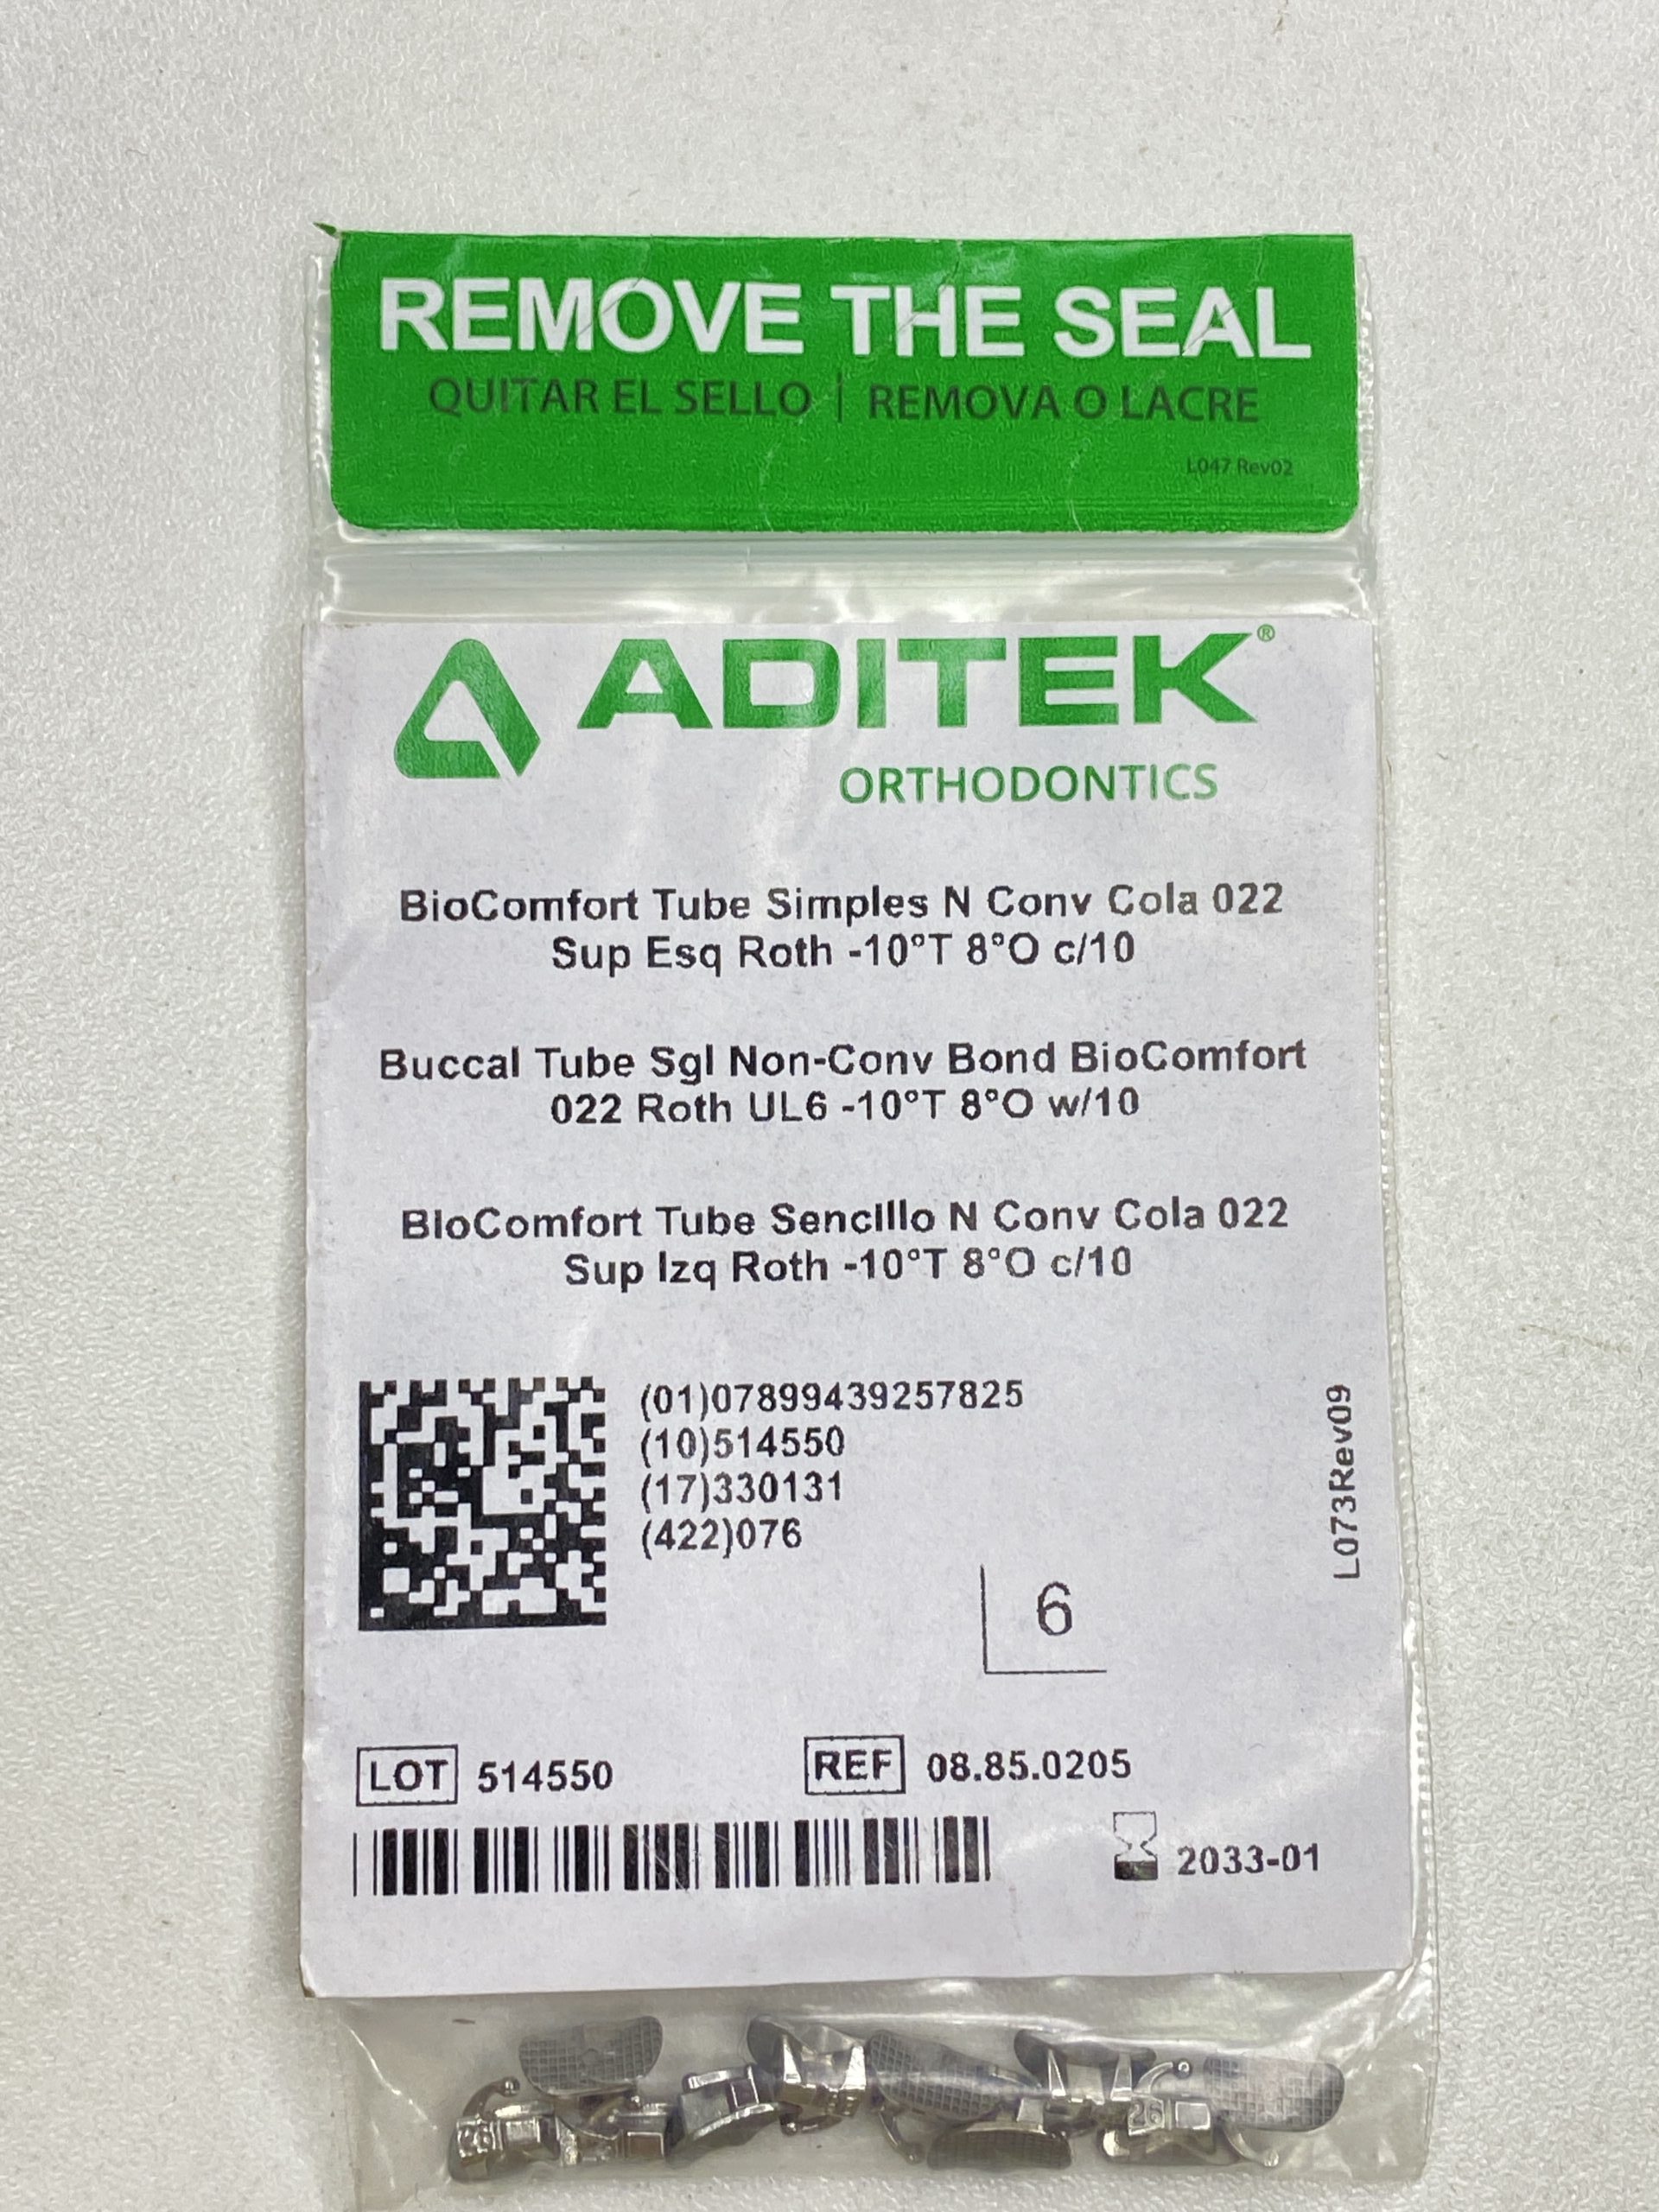 REMOVE THE SEAL
QUITAR EL SELLO | REMOVA O LACRE
L047 Rev02
ADITEK®
ORTHODONTICS
BioComfort Tube Simples N Conv Cola 022
Sup Esq Roth -10°T 8°O c/10
Buccal Tube Sgl Non-Conv Bond BioComfort
022 Roth UL6 -10°T 8°O w/10
BioComfort Tube Sencillo N Conv Cola 022
Sup Izq Roth -10°T 8°O c/10
(01)07899439257825
(10)514550
(17)330131
(422)076
L073Rev09
6
LOT 514550
REF 08.85.0205
2033-01
26
26